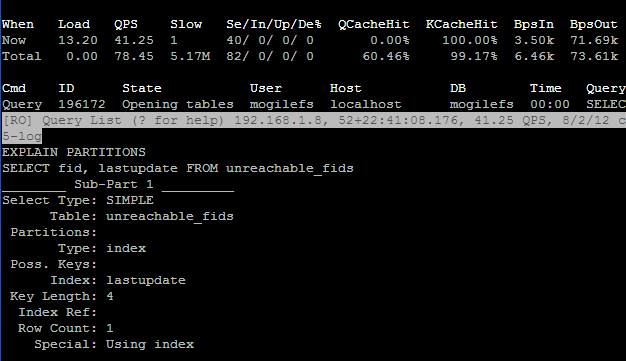 When Load QPS Slow Se/In/Up/De% QCacheHit KCacheHit BpsIn BpsOut
Now 13.20 41.25 1 40/ 0/ 0/ 0 0.00% 100.00% 3.50k 71.69k
Total 0.00 78.45 5.17M 82/ 0/ 0/ 0 60.46% 99.17% 6.46k 73.61k
Cmd ID State User Host DB Time Query
Query 196172 Opening tables mogilefs localhost mogilefs 00:00 SELEC
[RO] Query List (? for help) 192.168.1.8, 52+22:41:08.176, 41.25 QPS, 8/2/12 c
5-log
EXPLAIN PARTITIONS
SELECT fid, lastupdate FROM unreachable_fids
________ Sub-Part 1 _________
Select Type: SIMPLE
Table: unreachable_fids
Partitions:
Type: index
Poss. Keys:
Index: lastupdate
Key Length: 4
Index Ref:
Row Count: 1
Special: Using index